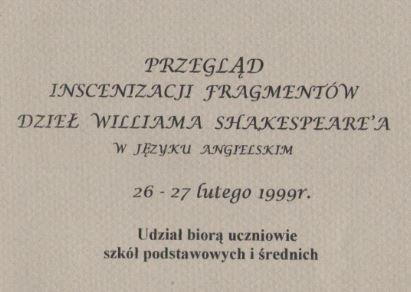 PRZEGLĄD
INSCENIZACJI FRAGMENTÓW
DZIEŁ WILLIAMA SHAKESPEARE'A
W JĘZYKU ANGIELSKIM
26 - 27 lutego 1999r.
Udział biorą uczniowie
szkół podstawowych i średnich